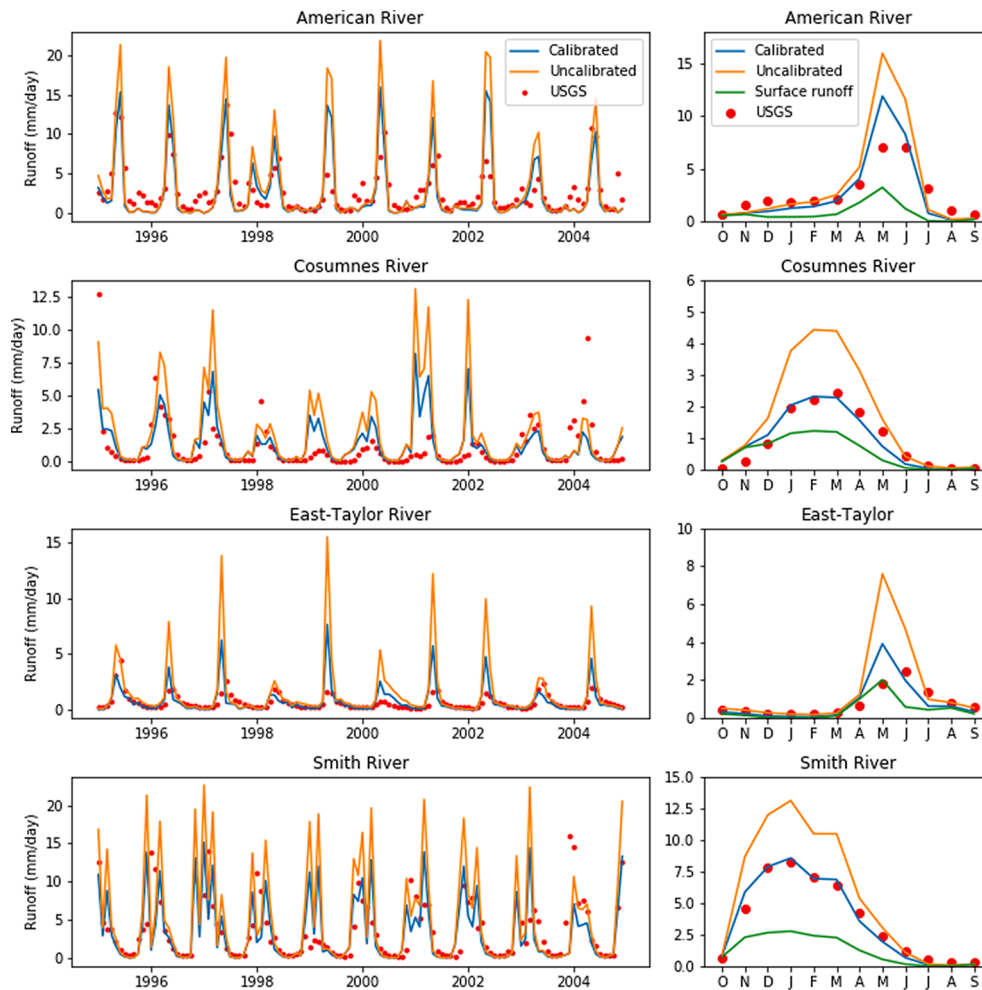 American River
Runoff (mm/day)
20
15
10
5
0
1996 1998 2000 2002 2004
Calibrated
Uncalibrated
USGS
American River
15
10
5
0
O N D J F M A M J J A S
Calibrated
Uncalibrated
Surface runoff
USGS
Cosumnes River
Runoff (mm/day)
12.5
10.0
7.5
5.0
2.5
0.0
1996 1998 2000 2002 2004
Cosumnes River
6
5
4
3
2
1
0
O N D J F M A M J J A S
East-Taylor River
Runoff (mm/day)
15
10
5
0
1996 1998 2000 2002 2004
East-Taylor
10
8
6
4
2
0
O N D J F M A M J J A S
Smith River
Runoff (mm/day)
20
15
10
5
0
1996 1998 2000 2002 2004
Smith River
15.0
12.5
10.0
7.5
5.0
2.5
0.0
O N D J F M A M J J A S